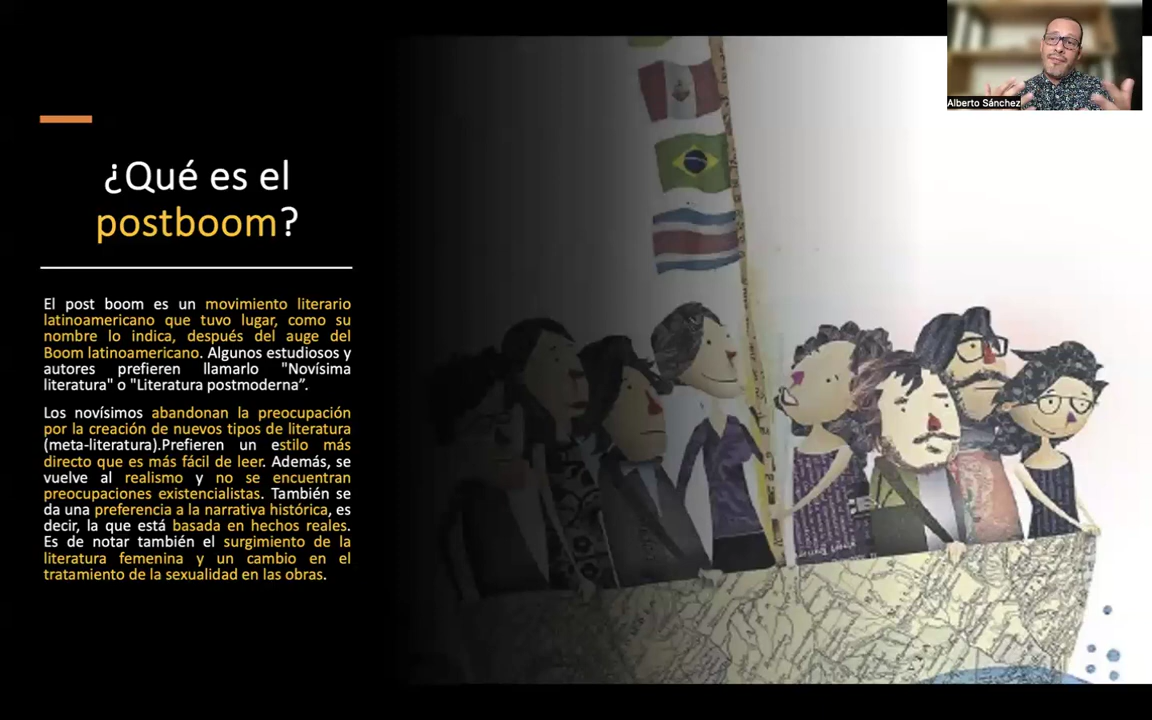 ¿Qué es el
postboom?
El post boom es un movimiento literario
latinoamericano que tuvo lugar, como su
nombre lo indica, después del auge del
Boom latinoamericano. Algunos estudiosos y
autores prefieren llamarlo "Novísima
literatura" o "Literatura postmoderna”.
Los novísimos abandonan la preocupación
por la creación de nuevos tipos de literatura
(meta-literatura).Prefieren un estilo más
directo que es más fácil de leer. Además, se
vuelve al realismo y no se encuentran
preocupaciones existencialistas. También se
da una preferencia a la narrativa histórica, es
decir, la que está basada en hechos reales.
Es de notar también el surgimiento de la
literatura femenina y un cambio en el
tratamiento de la sexualidad en las obras.
Alberto Sánchez